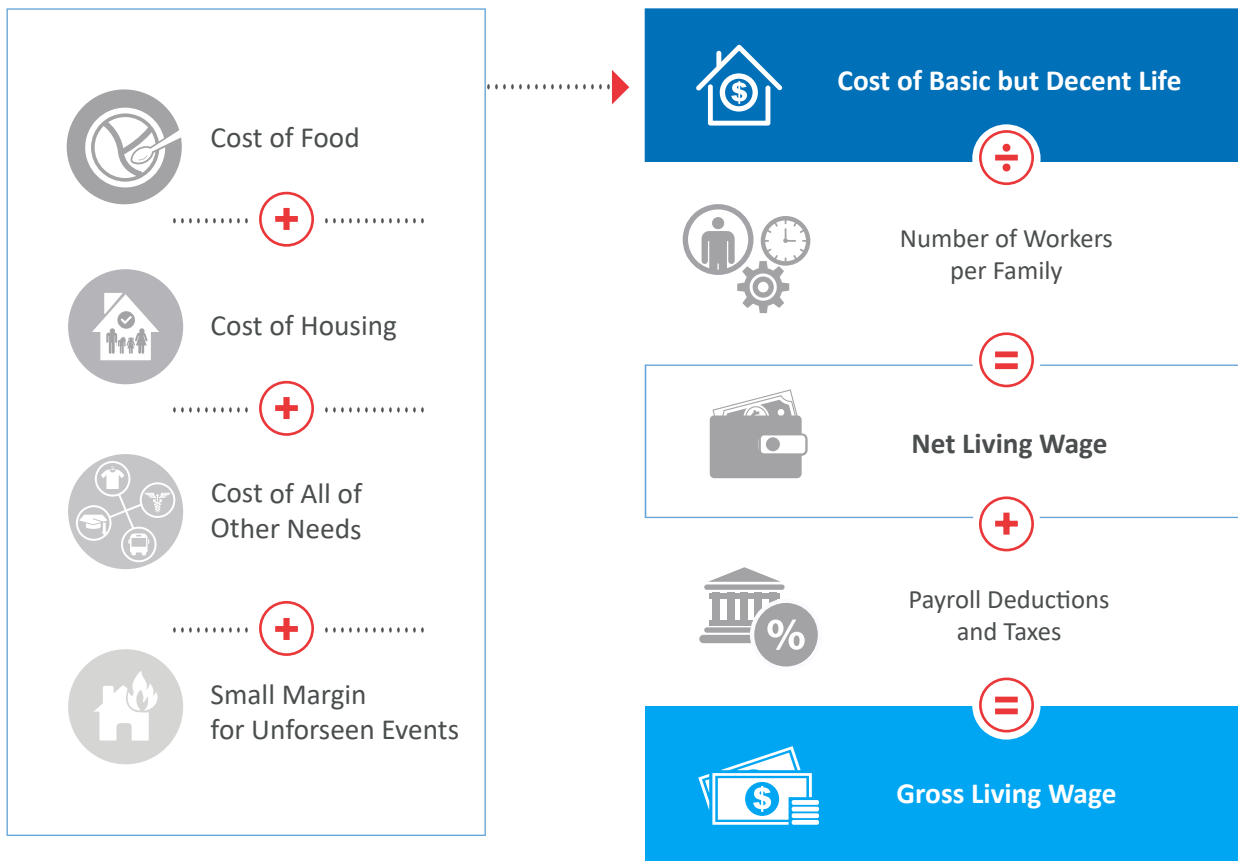 Cost of Food
+
Cost of Housing
+
Cost of All of
Other Needs
+
Small Margin
for Unforseen Events
$
Cost of Basic but Decent Life
÷
Number of Workers
per Family
=
Net Living Wage
+
%
Payroll Deductions
and Taxes
=
$
Gross Living Wage